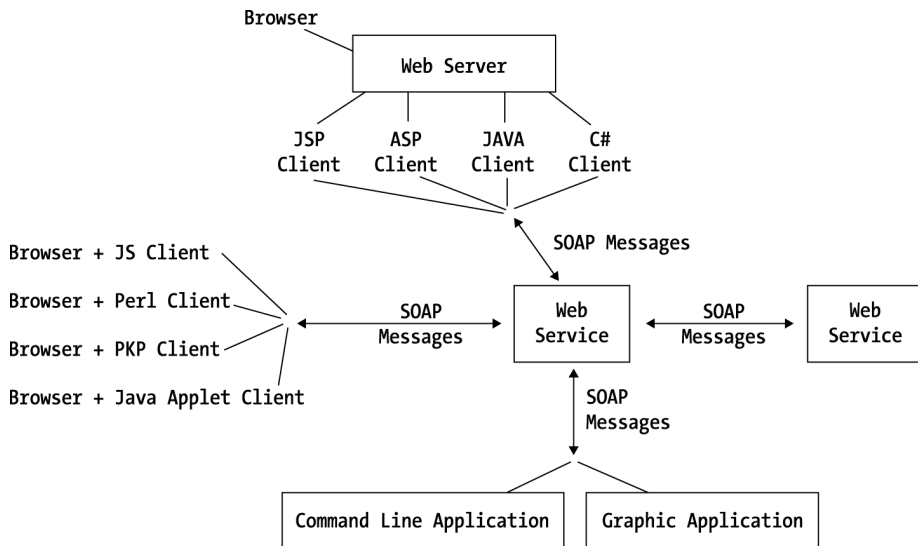 Browser
Web Server
JSP
Client
ASP
Client
JAVA
Client
C#
Client
SOAP Messages
Browser + JS Client
Browser + Perl Client
Browser + PKP Client
Browser + Java Applet Client
SOAP
Messages
Web
Service
SOAP
Messages
Web
Service
SOAP
Messages
Command Line Application
Graphic Application